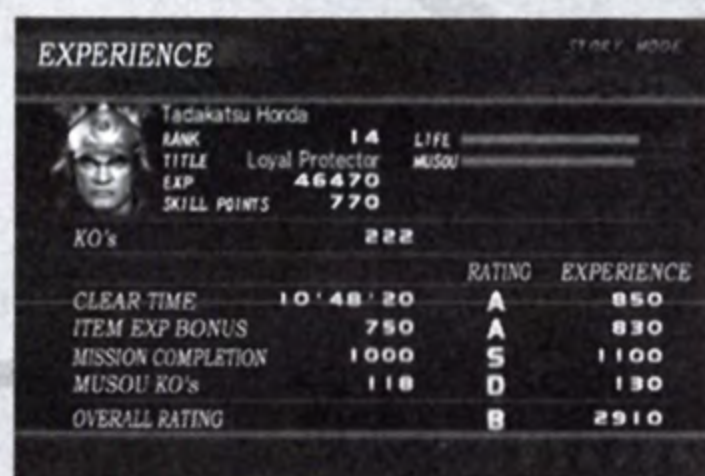 EXPERIENCE STORY MODE
Tadakatsu Honda
RANK 14 LIFE
TITLE Loyal Protector MUSOU
EXP 46470
SKILL POINTS 770
KO's 222
RATING EXPERIENCE
CLEAR TIME 10'48'20 A 850
ITEM EXP BONUS 750 A 830
MISSION COMPLETION 1000 S 1100
MUSOU KO's 118 D 130
OVERALL RATING B 2910